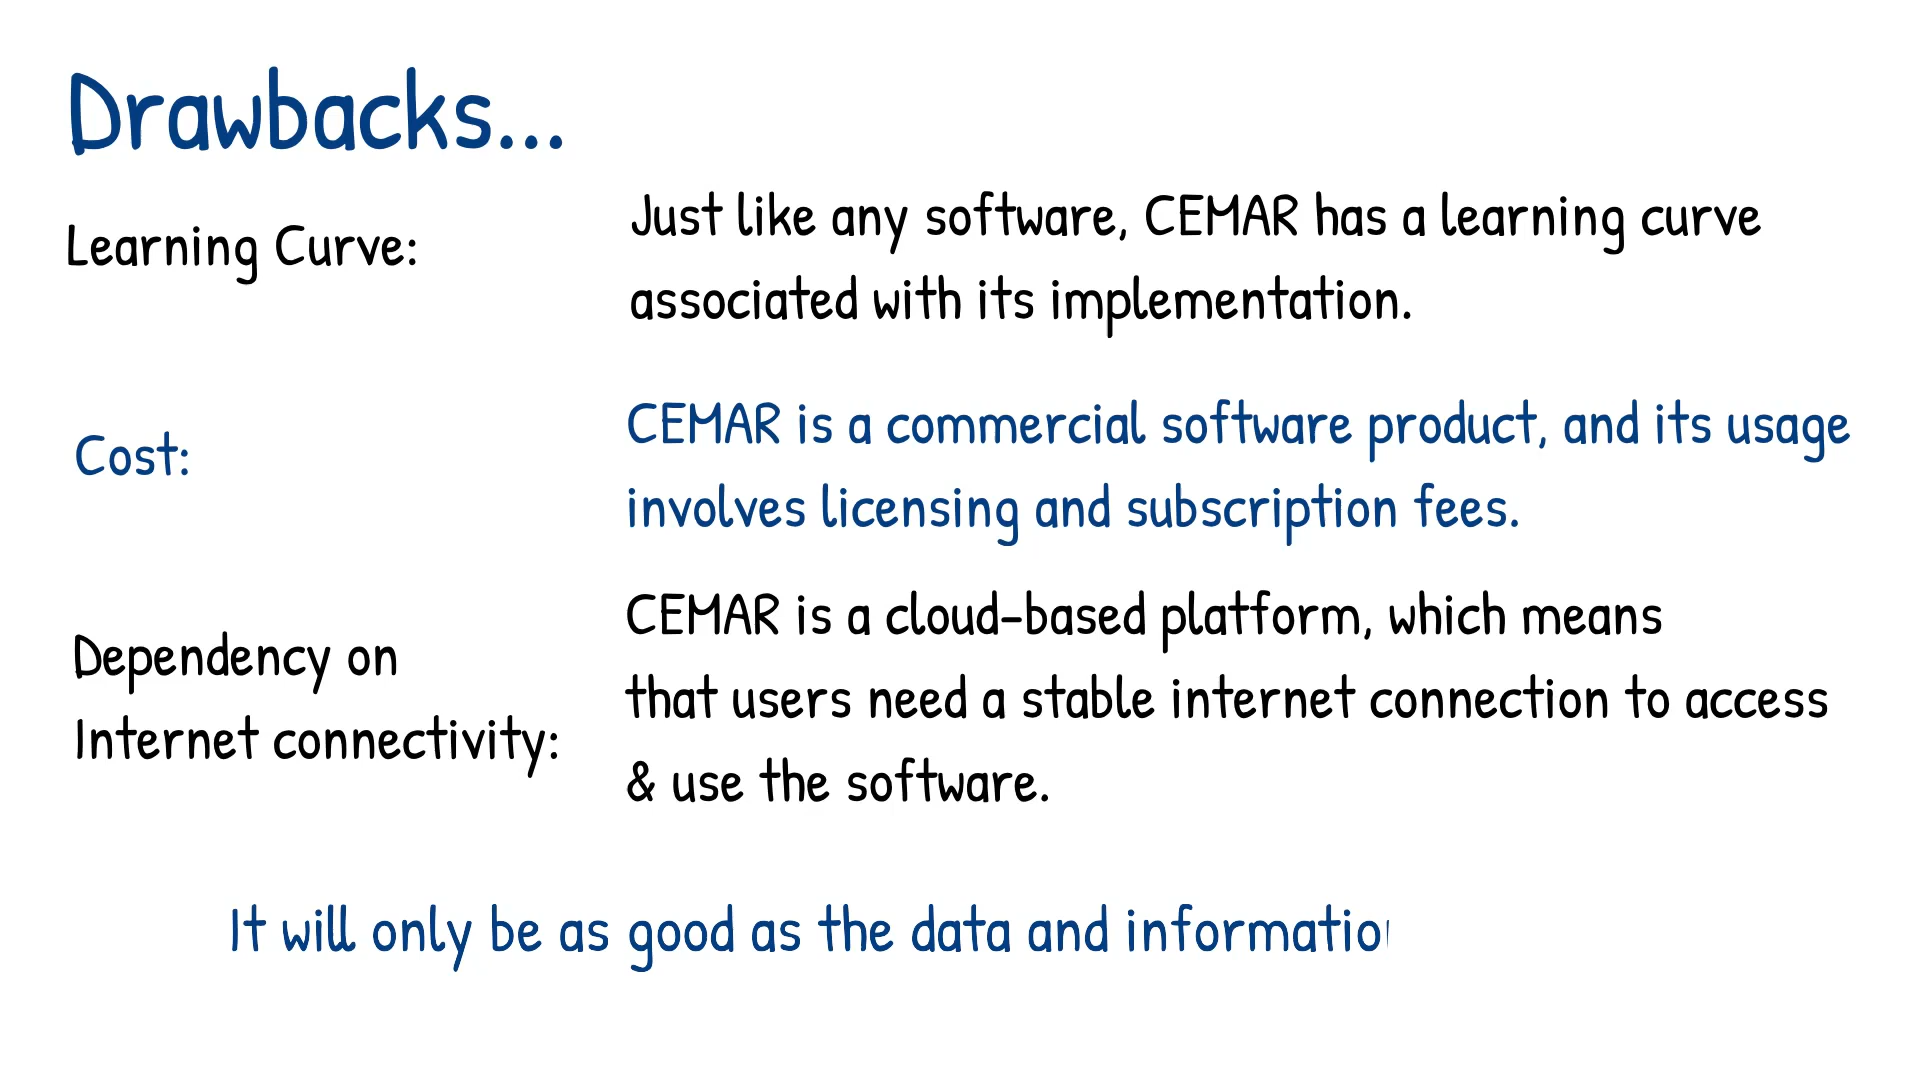 Drawbacks...
Learning Curve:
Just like any software, CEMAR has a learning curve
associated with its implementation.
Cost:
CEMAR is a commercial software product, and its usage
involves licensing and subscription fees.
Dependency on
Internet connectivity:
CEMAR is a cloud-based platform, which means
that users need a stable internet connection to access
& use the software.
It will only be as good as the data and informatio